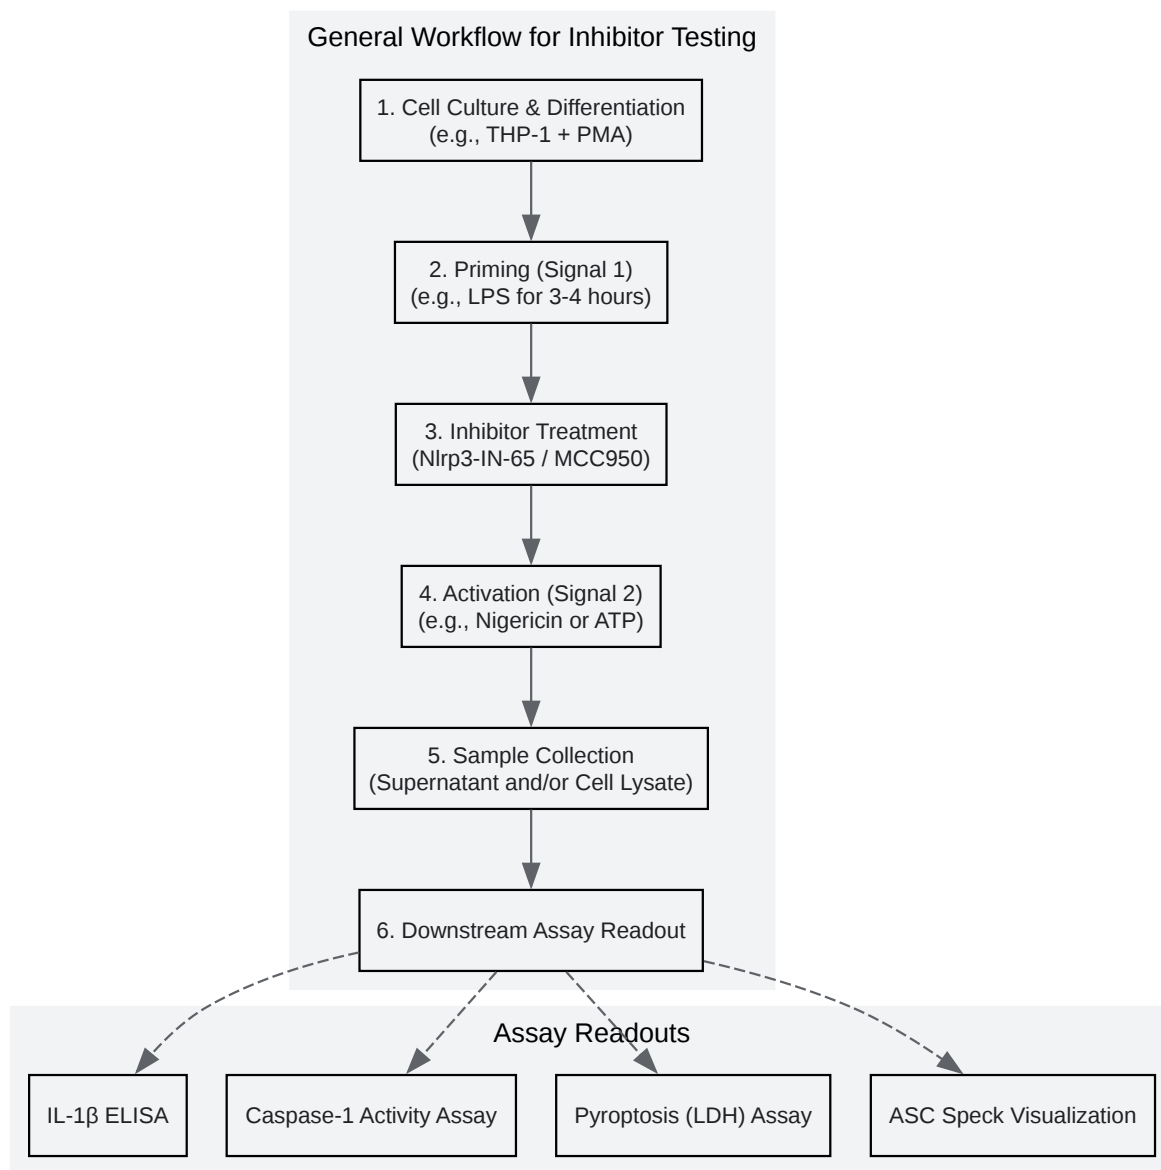 General Workflow for Inhibitor Testing
1. Cell Culture & Differentiation
(e.g., THP-1 + PMA)
2. Priming (Signal 1)
(e.g., LPS for 3-4 hours)
3. Inhibitor Treatment
(Nlrp3-IN-65 / MCC950)
4. Activation (Signal 2)
(e.g., Nigericin or ATP)
5. Sample Collection
(Supernatant and/or Cell Lysate)
6. Downstream Assay Readout
Assay Readouts
IL-1β ELISA
Caspase-1 Activity Assay
Pyroptosis (LDH) Assay
ASC Speck Visualization